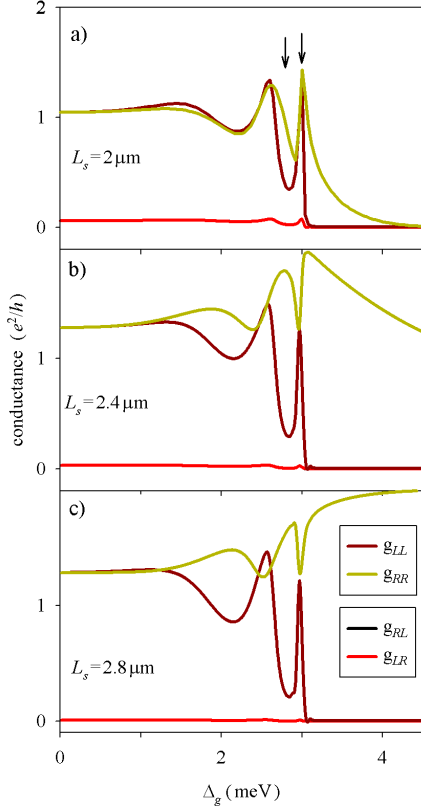 2
a)
1
L_s = 2 μm
0
b)
1
L_s = 2.4 μm
0
conductance (e²/h)
c)
g_LL
g_RR
1
g_RL
g_LR
L_s = 2.8 μm
0
0 2 4
Δ_g (meV)